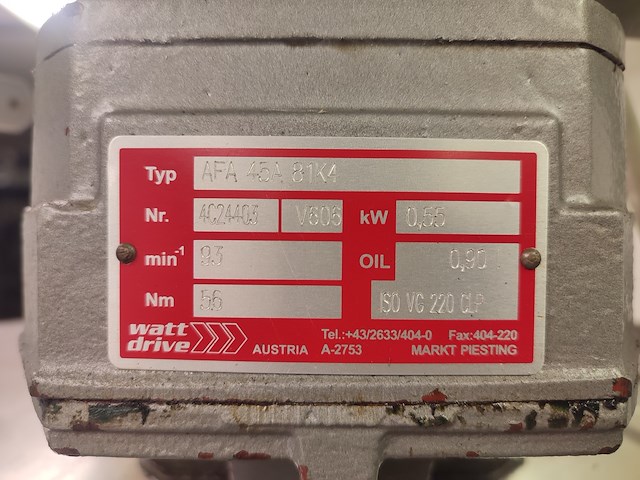 Typ AFA 45A 81K4
Nr. 4C24403 V606 kW 0,55
min-1 93 OIL 0,90
Nm 56 ISO VG 220 CLP
watt drive AUSTRIA A-2753 MARKT PIESTING
Tel.:+43/2633/404-0 Fax:404-220